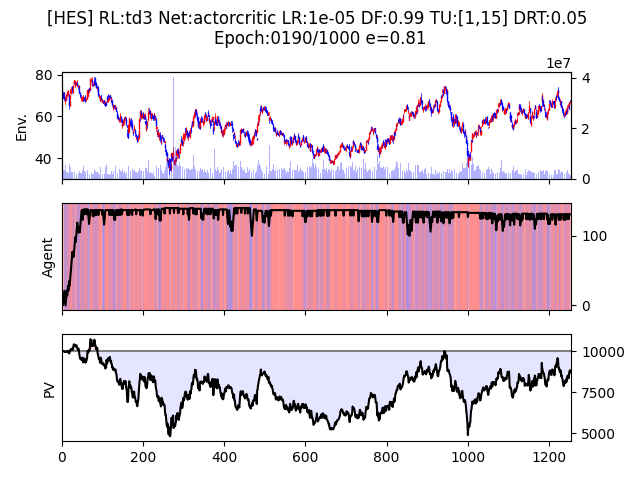 [HES] RL:td3 Net:actorcritic LR:1e-05 DF:0.99 TU:[1,15] DRT:0.05
Epoch:0190/1000 e=0.81
1e7
80
60
40
Env.
4
2
0
Agent
100
0
PV
10000
7500
5000
0 200 400 600 800 1000 1200